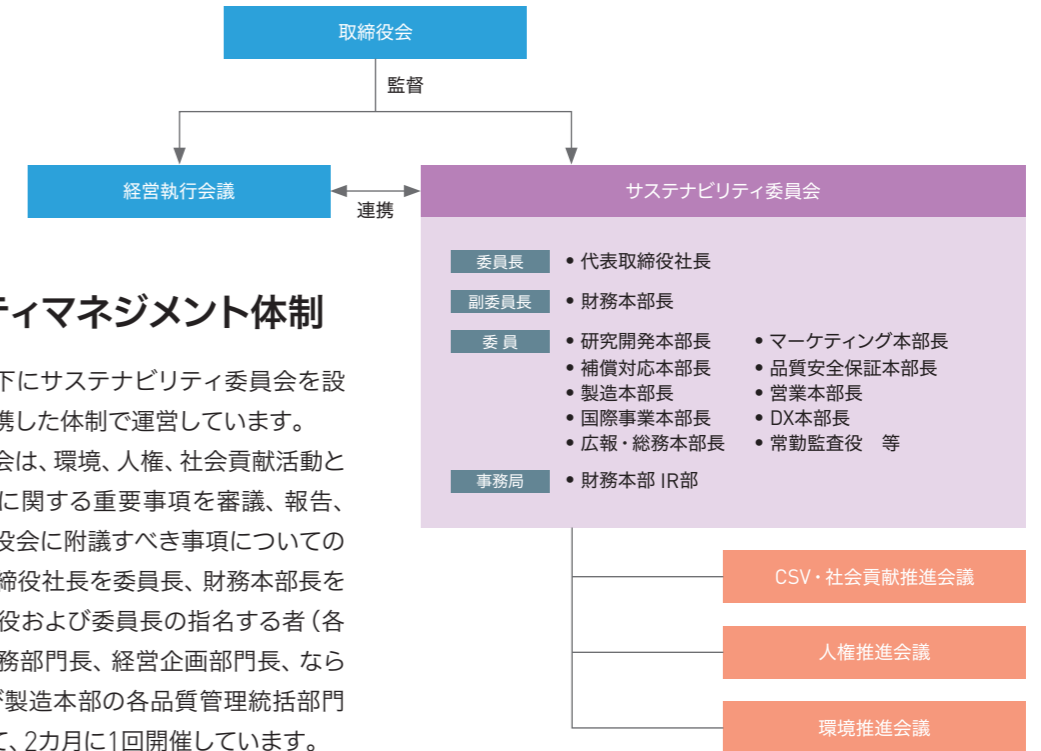 取締役会
監督
経営執行会議
連携
サステナビリティ委員会
委員長
• 代表取締役社長
副委員長
• 財務本部長
委 員
• 研究開発本部長
• 補償対応本部長
• 製造本部長
• 国際事業本部長
• 広報・総務本部長
• マーケティング本部長
• 品質安全保証本部長
• 営業本部長
• DX本部長
• 常勤監査役 等
事務局
• 財務本部 IR部
CSV・社会貢献推進会議
人権推進会議
環境推進会議
ティマネジメント体制
下にサステナビリティ委員会を設
携した体制で運営しています。
会は、環境、人権、社会貢献活動と
に関する重要事項を審議、報告、
役会に附議すべき事項についての
締役社長を委員長、財務本部長を
役および委員長の指名する者（各
務部門長、経営企画部門長、なら
び製造本部の各品質管理統括部門
て、2カ月に1回開催しています。